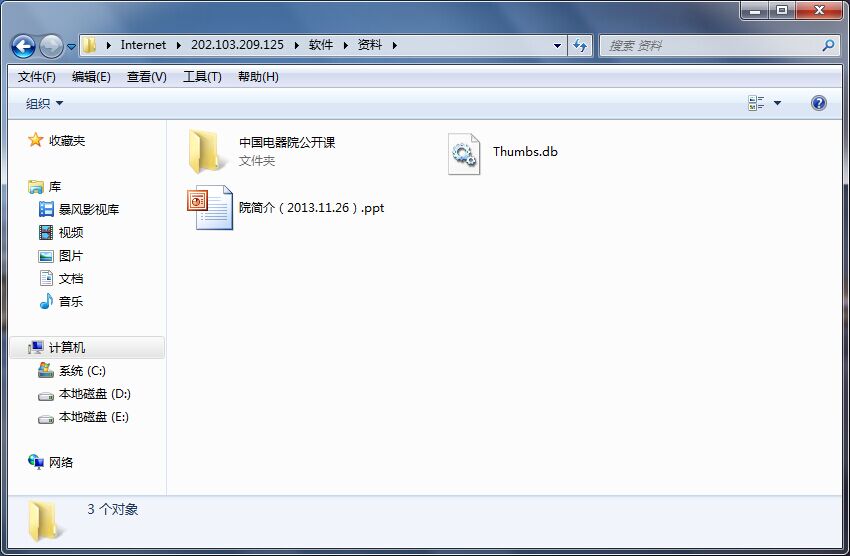 Internet
202.103.209.125
软件
资料
搜索 资料
文件(F)
编辑(E)
查看(V)
工具(T)
帮助(H)
组织
收藏夹
库
暴风影视库
视频
图片
文档
音乐
计算机
系统 (C:)
本地磁盘 (D:)
本地磁盘 (E:)
网络
中国电器院公开课
文件夹
Thumbs.db
院简介（2013.11.26）.ppt
3 个对象